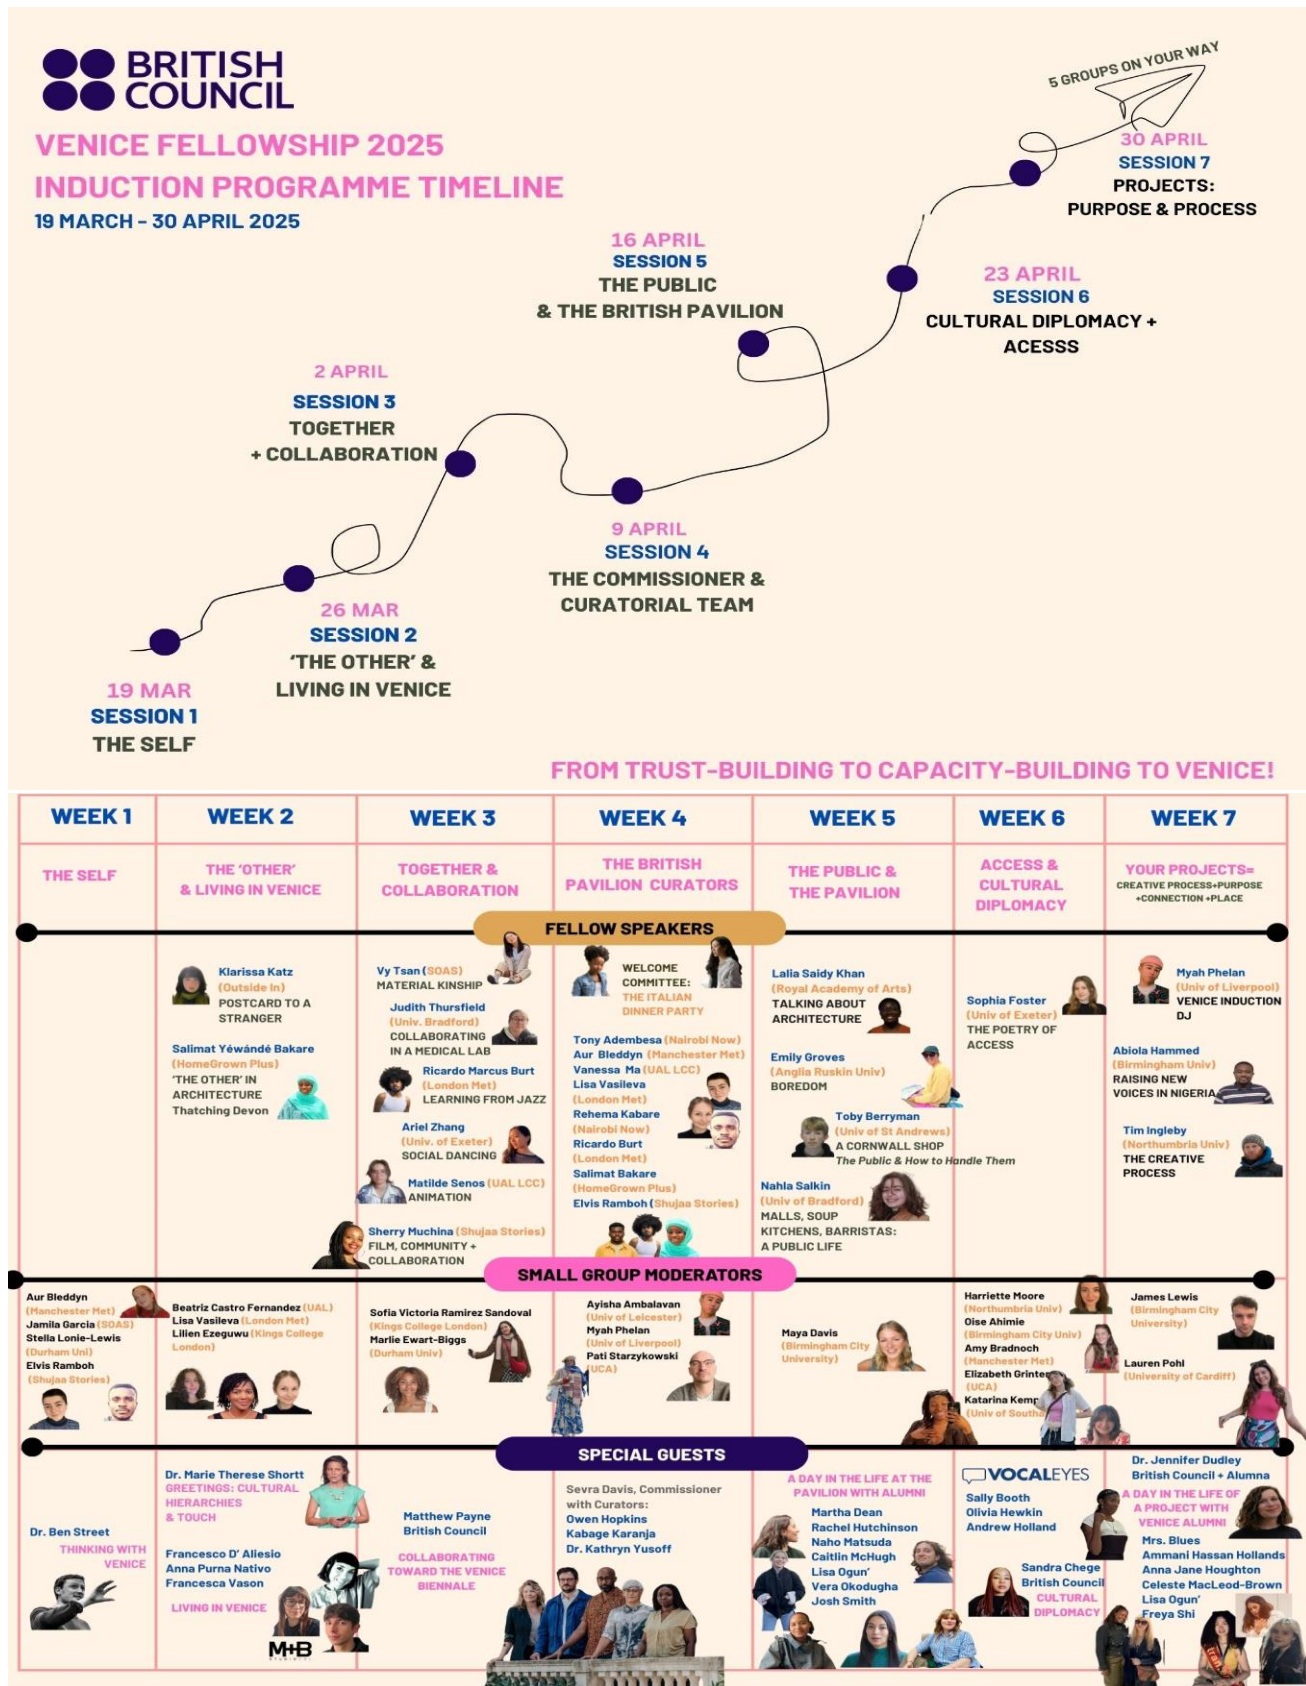 BRITISH
COUNCIL
VENICE FELLOWSHIP 2025
INDUCTION PROGRAMME TIMELINE
19 MARCH - 30 APRIL 2025
5 GROUPS ON YOUR WAY
30 APRIL
SESSION 7
PROJECTS:
PURPOSE & PROCESS
16 APRIL
SESSION 5
THE PUBLIC
& THE BRITISH PAVILION
23 APRIL
SESSION 6
CULTURAL DIPLOMACY +
ACESSS
2 APRIL
SESSION 3
TOGETHER
+ COLLABORATION
9 APRIL
SESSION 4
THE COMMISSIONER &
CURATORIAL TEAM
26 MAR
SESSION 2
'THE OTHER' &
LIVING IN VENICE
19 MAR
SESSION 1
THE SELF
FROM TRUST-BUILDING TO CAPACITY-BUILDING TO VENICE!
WEEK 1
WEEK 2
WEEK 3
WEEK 4
WEEK 5
WEEK 6
WEEK 7
THE SELF
THE 'OTHER'
& LIVING IN VENICE
TOGETHER &
COLLABORATION
THE BRITISH
PAVILION CURATORS
THE PUBLIC &
THE PAVILION
ACCESS &
CULTURAL
DIPLOMACY
YOUR PROJECTS=
CREATIVE PROCESS+PURPOSE
+CONNECTION +PLACE
FELLOW SPEAKERS
Klarissa Katz
(Outside In)
POSTCARD TO A
STRANGER
Salimat Yéwándé Bakare
(HomeGrown Plus)
'THE OTHER' IN
ARCHITECTURE
Thatching Devon
Vy Tsan (SOAS)
MATERIAL KINSHIP
Judith Thursfield
(Univ. Bradford)
COLLABORATING
IN A MEDICAL LAB
Ricardo Marcus Burt
(London Met)
LEARNING FROM JAZZ
Ariel Zhang
(Univ. of Exeter)
SOCIAL DANCING
Matilde Senos (UAL LCC)
ANIMATION
Sherry Muchina (Shujaa Stories)
FILM, COMMUNITY +
COLLABORATION
WELCOME
COMMITTEE:
THE ITALIAN
DINNER PARTY
Tony Adembesa (Nairobi Now)
Aur Bleddyn (Manchester Met)
Vanessa Ma (UAL LCC)
Lisa Vasileva
(London Met)
Rehema Kabare
(Nairobi Now)
Ricardo Burt
(London Met)
Salimat Bakare
(HomeGrown Plus)
Elvis Ramboh (Shujaa Stories)
Lalia Saidy Khan
(Royal Academy of Arts)
TALKING ABOUT
ARCHITECTURE
Emily Groves
(Anglia Ruskin Univ)
BOREDOM
Toby Berryman
(Univ of St Andrews)
A CORNWALL SHOP
The Public & How to Handle Them
Nahla Salkin
(Univ of Bradford)
MALLS, SOUP
KITCHENS, BARRISTAS:
A PUBLIC LIFE
Sophia Foster
(Univ of Exeter)
THE POETRY OF
ACCESS
Myah Phelan
(Univ of Liverpool)
VENICE INDUCTION
DJ
Abiola Hammed
(Birmingham Univ)
RAISING NEW
VOICES IN NIGERIA
Tim Ingleby
(Northumbria Univ)
THE CREATIVE
PROCESS
SMALL GROUP MODERATORS
Aur Bleddyn
(Manchester Met)
Jamila Garcia (SOAS)
Stella Lonie-Lewis
(Durham Uni)
Elvis Ramboh
(Shujaa Stories)
Beatriz Castro Fernandez (UAL)
Lisa Vasileva (London Met)
Lilien Ezeguwu (Kings College
London)
Sofia Victoria Ramirez Sandoval
(Kings College London)
Marlie Ewart-Biggs
(Durham Univ)
Ayisha Ambalavan
(Univ of Leicester)
Myah Phelan
(Univ of Liverpool)
Pati Starzykowski
(UCA)
Maya Davis
(Birmingham City
University)
Harriette Moore
(Northumbria Univ)
Oise Ahimie
(Birmingham City Univ)
Amy Bradnoch
(Manchester Met)
Elizabeth Grinter
(UCA)
Katarina Kemp
(Univ of
James Lewis
(Birmingham City
University)
Lauren Pohl
(University of Cardiff)
SPECIAL GUESTS
Dr. Ben Street
THINKING WITH
VENICE
Dr. Marie Therese Shortt
GREETINGS: CULTURAL
HIERARCHIES
& TOUCH
Francesco D' Aliesio
Anna Purna Nativo
Francesca Vason
LIVING IN VENICE
M+B
Matthew Payne
British Council
COLLABORATING
TOWARD THE VENICE
BIENNALE
Sevra Davis, Commissioner
with Curators:
Owen Hopkins
Kabage Karanja
Dr. Kathryn Yusoff
A DAY IN THE LIFE AT THE
PAVILION WITH ALUMNI
Martha Dean
Rachel Hutchinson
Naho Matsuda
Caitlin McHugh
Lisa Ogun'
Vera Okodugha
Josh Smith
VOCALEYES
Sally Booth
Olivia Hewkin
Andrew Holland
Sandra Chege
British Council
CULTURAL
DIPLOMACY
Dr. Jennifer Dudley
British Council + Alumna
A DAY IN THE LIFE OF
A PROJECT WITH
VENICE ALUMNI
Mrs. Blues
Ammani Hassan Hollands
Anna Jane Houghton
Celeste MacLeod-Brown
Lisa Ogun'
Freya Shi